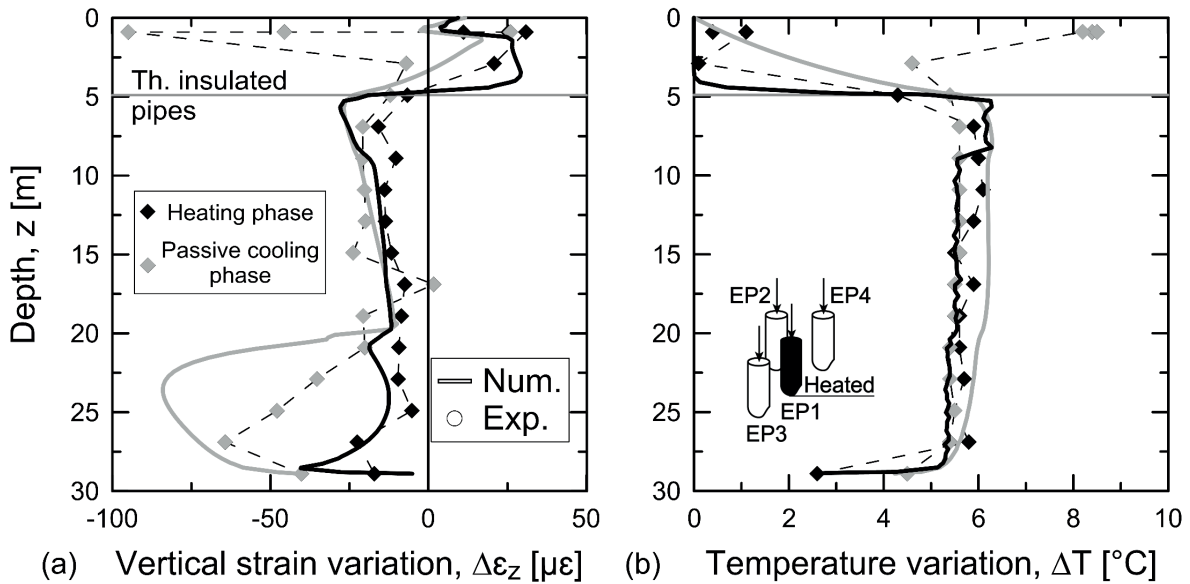 0
5
10
15
20
25
30
Depth, z [m]
Th. insulated
pipes
Heating phase
Passive cooling
phase
Num.
Exp.
-100
-50
0
50
(a) Vertical strain variation, Δε_z [με]
0
5
10
15
20
25
30
EP2
EP4
Heated
EP1
EP3
0
2
4
6
8
10
(b) Temperature variation, ΔT [°C]